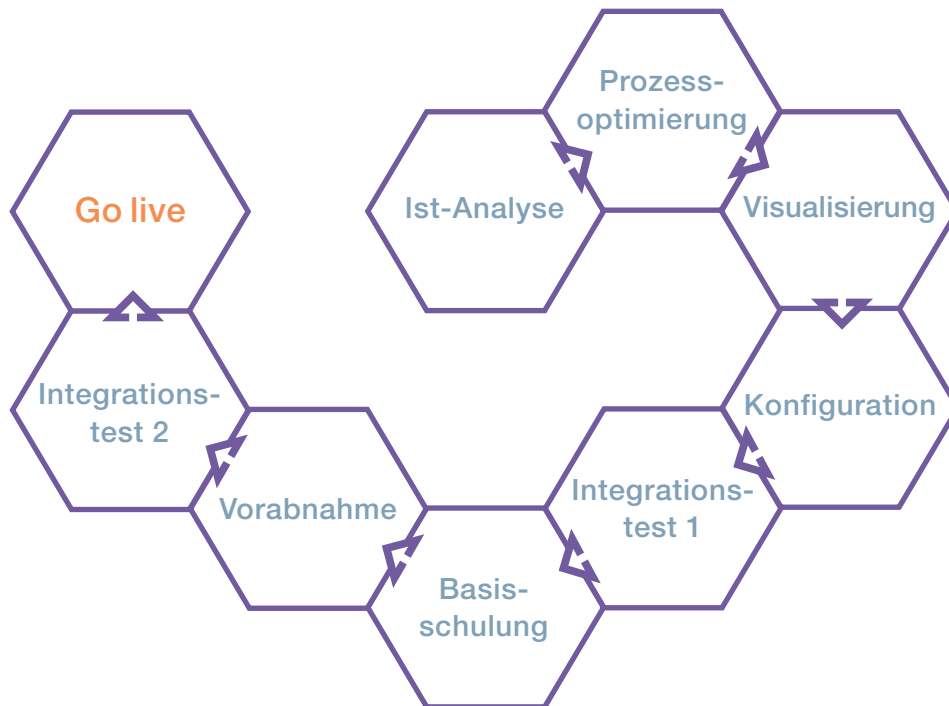 Prozess-
optimierung
Go live
Ist-Analyse
Visualisierung
Integrations-
test 2
Konfiguration
Vorabnahme
Integrations-
test 1
Basis-
schulung